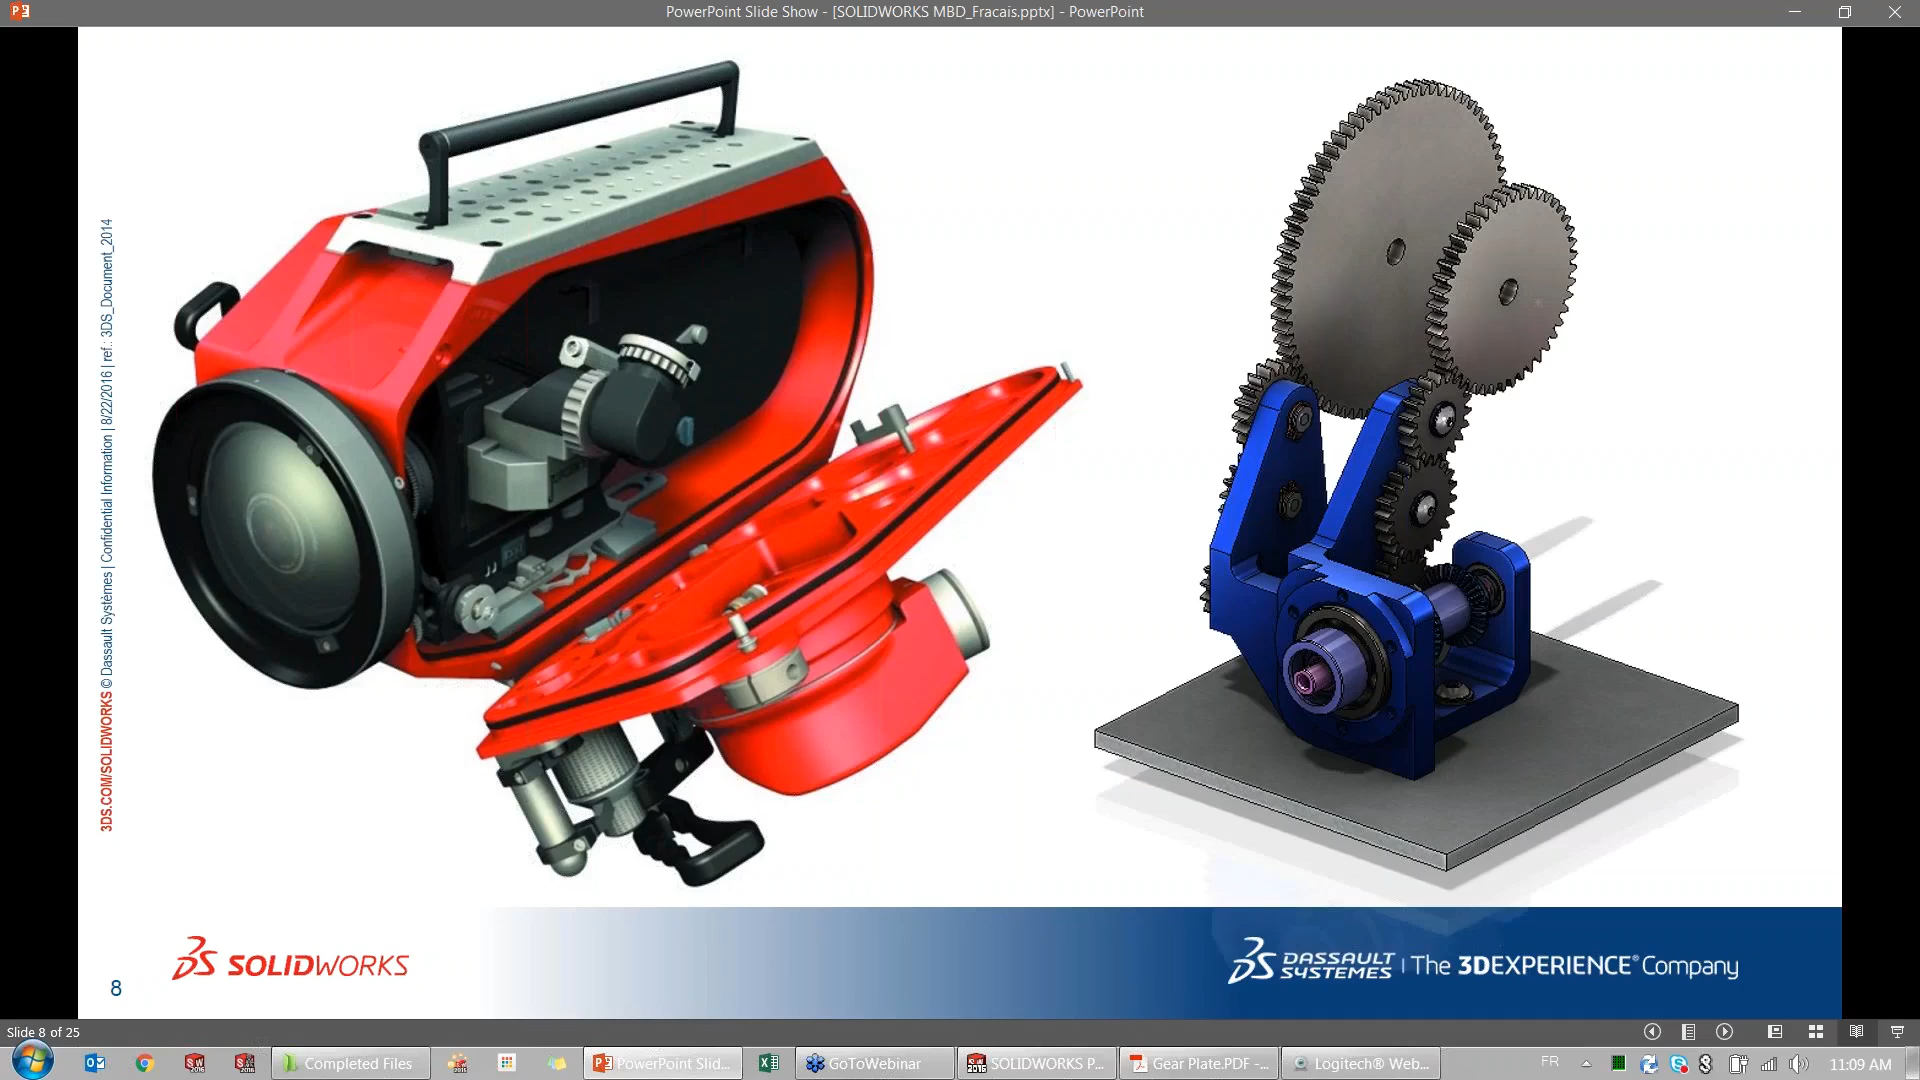 PowerPoint Slide Show - [SOLIDWORKS MBD_Fracais.pptx] - PowerPoint
3DS.COM/SOLIDWORKS © Dassault Systèmes | Confidential Information | 8/22/2016 | ref.: 3DS_Document_2014
SOLIDWORKS
DASSAULT SYSTEMES | The 3DEXPERIENCE® Company
8
Slide 8 of 25
Completed Files
PowerPoint Slid...
GoToWebinar
SOLIDWORKS P...
Gear Plate.PDF -...
Logitech® Web...
FR
11:09 AM